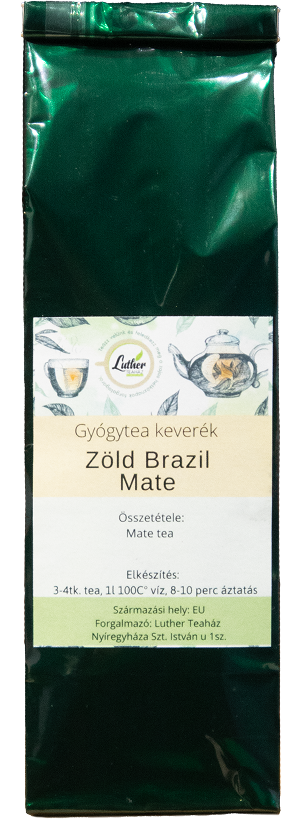 Luther
TEAHÁZ
Gyógytea keverék
Zöld Brazil
Mate
Összetétele:
Mate tea
Elkészítés:
3-4tk. tea, 1l 100C° víz, 8-10 perc áztatás
Származási hely: EU
Forgalmazó: Luther Teaház
Nyíregyháza Szt. István u 1sz.